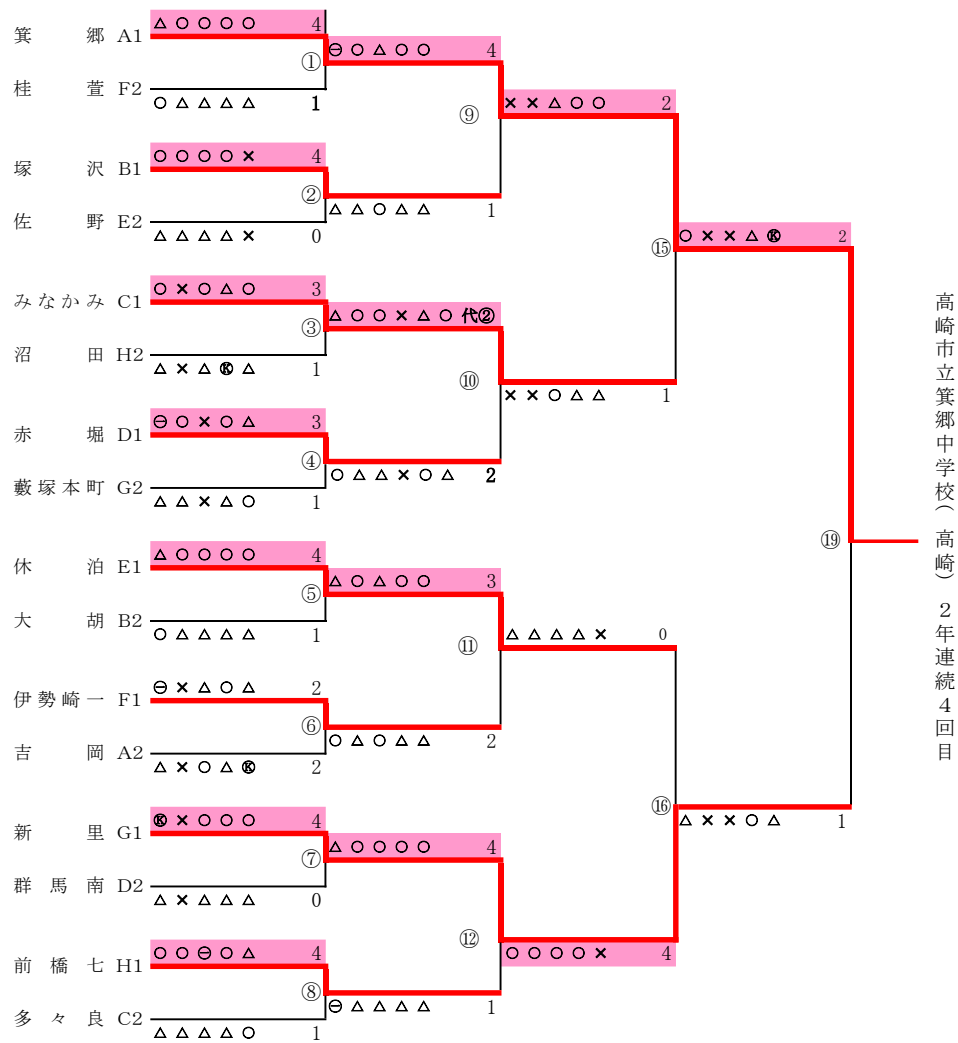 △ ○ ○ ○ ○ 4
箕郷 A1
⊖ ○ △ ○ ○ 4
①
桂萱 F2
○ △ △ △ △ 1
× × △ ○ ○ 2
⑨
○ ○ ○ ○ × 4
塚沢 B1
②
△ △ ○ △ △ 1
佐野 E2
△ △ △ △ × 0
○ × × △ Ⓚ 2
⑮
○ × ○ △ ○ 3
みなかみ C1
△ ○ ○ × △ ○ 代②
③
沼田 H2
△ × △ Ⓚ △ 1
⑩
× × ○ △ △ 1
⊖ ○ × ○ △ 3
赤堀 D1
④
○ △ △ × ○ △ 2
藪塚本町 G2
△ △ × △ ○ 1
⑲
高崎市立箕郷中学校(高崎) 2年連続4回目
△ ○ ○ ○ ○ 4
休泊 E1
△ ○ △ ○ ○ 3
⑤
大胡 B2
○ △ △ △ △ 1
△ △ △ △ × 0
⑪
⊖ × △ ○ △ 2
伊勢崎一 F1
⑥
○ △ ○ △ △ 2
吉岡 A2
△ × ○ △ Ⓚ 2
⑯
△ × × ○ △ 1
Ⓚ × ○ ○ ○ 4
新里 G1
△ ○ ○ ○ ○ 4
⑦
群馬南 D2
△ × △ △ △ 0
⑫
○ ○ ○ ○ × 4
○ ○ ⊖ ○ △ 4
前橋七 H1
⑧
⊖ △ △ △ △ 1
多々良 C2
△ △ △ △ ○ 1